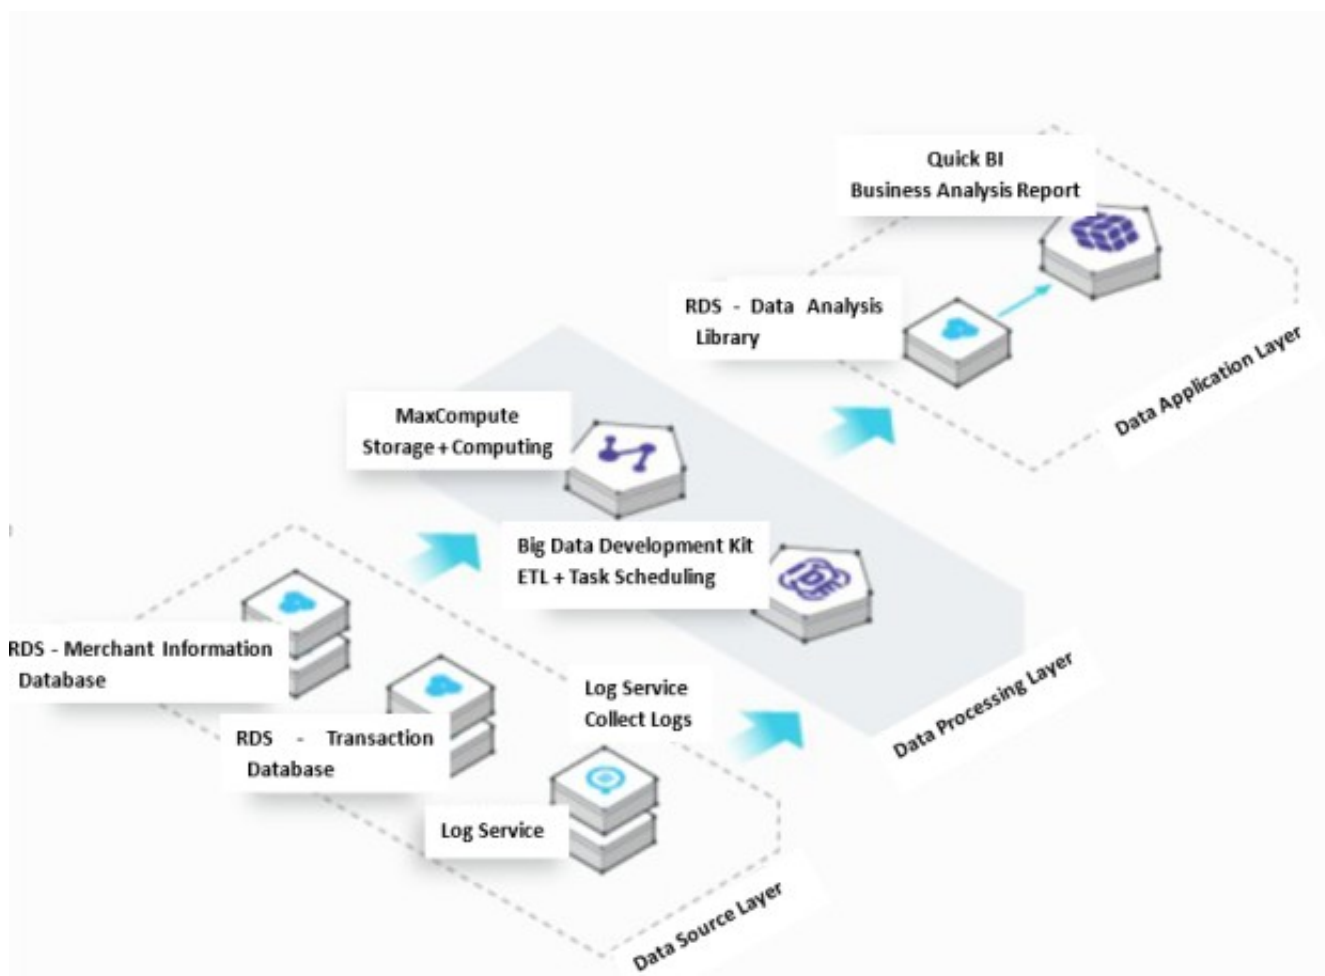 Quick BI
Business Analysis Report
RDS - Data Analysis
Library
Data Application Layer
MaxCompute
Storage + Computing
Big Data Development Kit
ETL + Task Scheduling
Data Processing Layer
RDS - Merchant Information
Database
RDS - Transaction
Database
Log Service
Collect Logs
Log Service
Data Source Layer